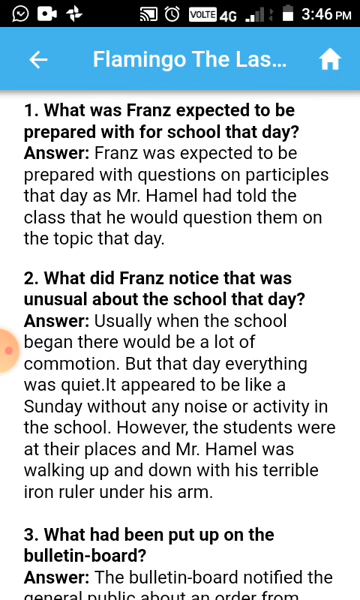 VOLTE 4G 3:46 PM
Flamingo The Las...
1. What was Franz expected to be
prepared with for school that day?
Answer: Franz was expected to be
prepared with questions on participles
that day as Mr. Hamel had told the
class that he would question them on
the topic that day.
2. What did Franz notice that was
unusual about the school that day?
Answer: Usually when the school
began there would be a lot of
commotion. But that day everything
was quiet.It appeared to be like a
Sunday without any noise or activity in
the school. However, the students were
at their places and Mr. Hamel was
walking up and down with his terrible
iron ruler under his arm.
3. What had been put up on the
bulletin-board?
Answer: The bulletin-board notified the
general public about an order from